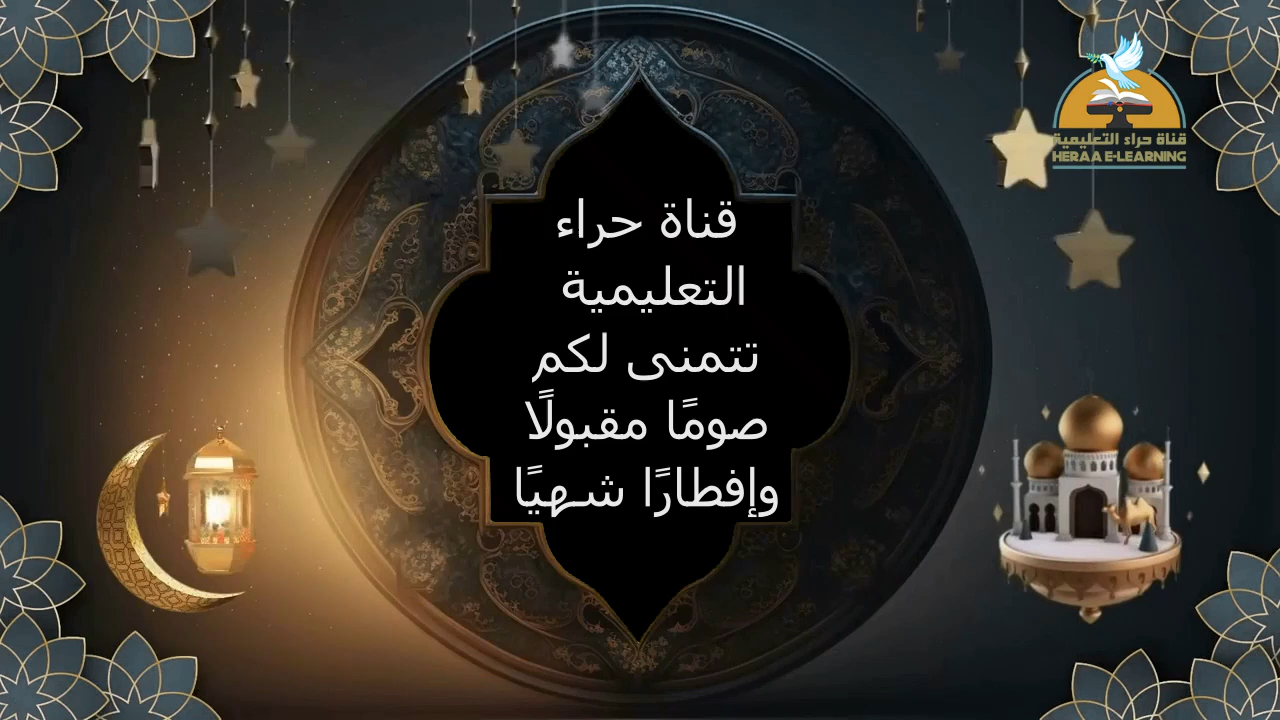 قناة حراء التعليمية
HERAA E-LEARNING
قناة حراء
التعليمية
تتمنى لكم
صومًا مقبولًا
وإفطارًا شهيًا